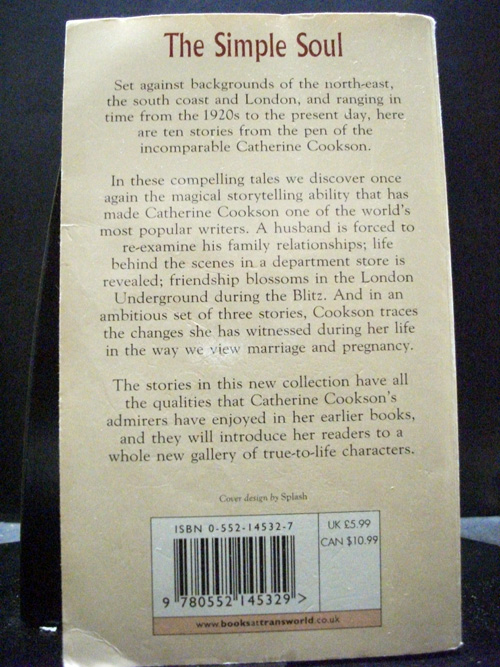 The Simple Soul
Set against backgrounds of the north-east,
the south coast and London, and ranging in
time from the 1920s to the present day, here
are ten stories from the pen of the
incomparable Catherine Cookson.
In these compelling tales we discover once
again the magical storytelling ability that has
made Catherine Cookson one of the world's
most popular writers. A husband is forced to
re-examine his family relationships; life
behind the scenes in a department store is
revealed; friendship blossoms in the London
Underground during the Blitz. And in an
ambitious set of three stories, Cookson traces
the changes she has witnessed during her life
in the way we view marriage and pregnancy.
The stories in this new collection have all
the qualities that Catherine Cookson's
admirers have enjoyed in her earlier books,
and they will introduce her readers to a
whole new gallery of true-to-life characters.
Cover design by Splash
ISBN 0-552-14532-7
UK £5.99
CAN $10.99
9 780552 145329 >
www.booksattransworld.co.uk